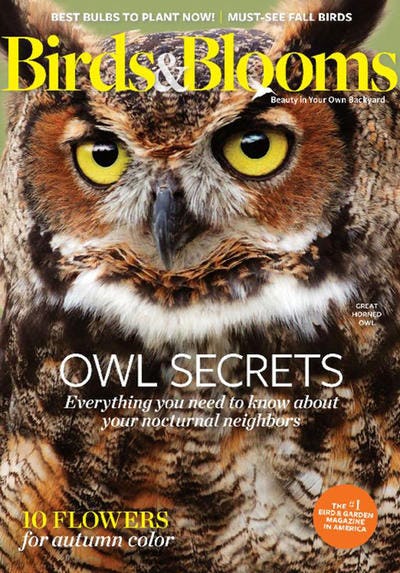 BEST BULBS TO PLANT NOW! | MUST-SEE FALL BIRDS
Birds&Blooms
Beauty in Your Own Backyard
GREAT
HORNED
OWL
OWL SECRETS
Everything you need to know about
your nocturnal neighbors
10 FLOWERS
for autumn color
THE #1
BIRD & GARDEN
MAGAZINE
IN AMERICA